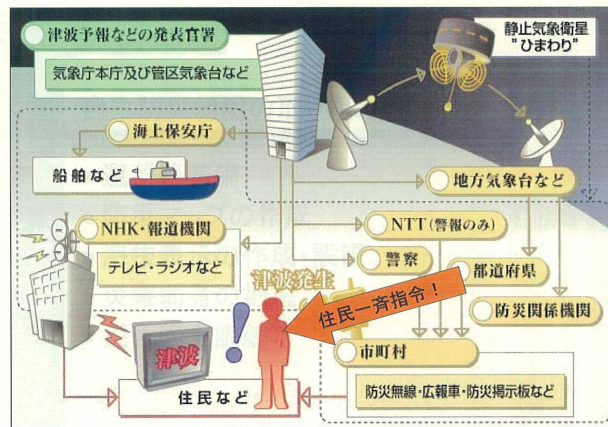 津波予報などの発表官署
気象庁本庁及び管区気象台など
静止気象衛星
"ひまわり"
海上保安庁
船舶など
地方気象台など
NHK・報道機関
テレビ・ラジオなど
NTT(警報のみ)
警察
都道府県
防災関係機関
津波発生
住民一斉指令！
津波
市町村
防災無線・広報車・防災掲示板など
住民など